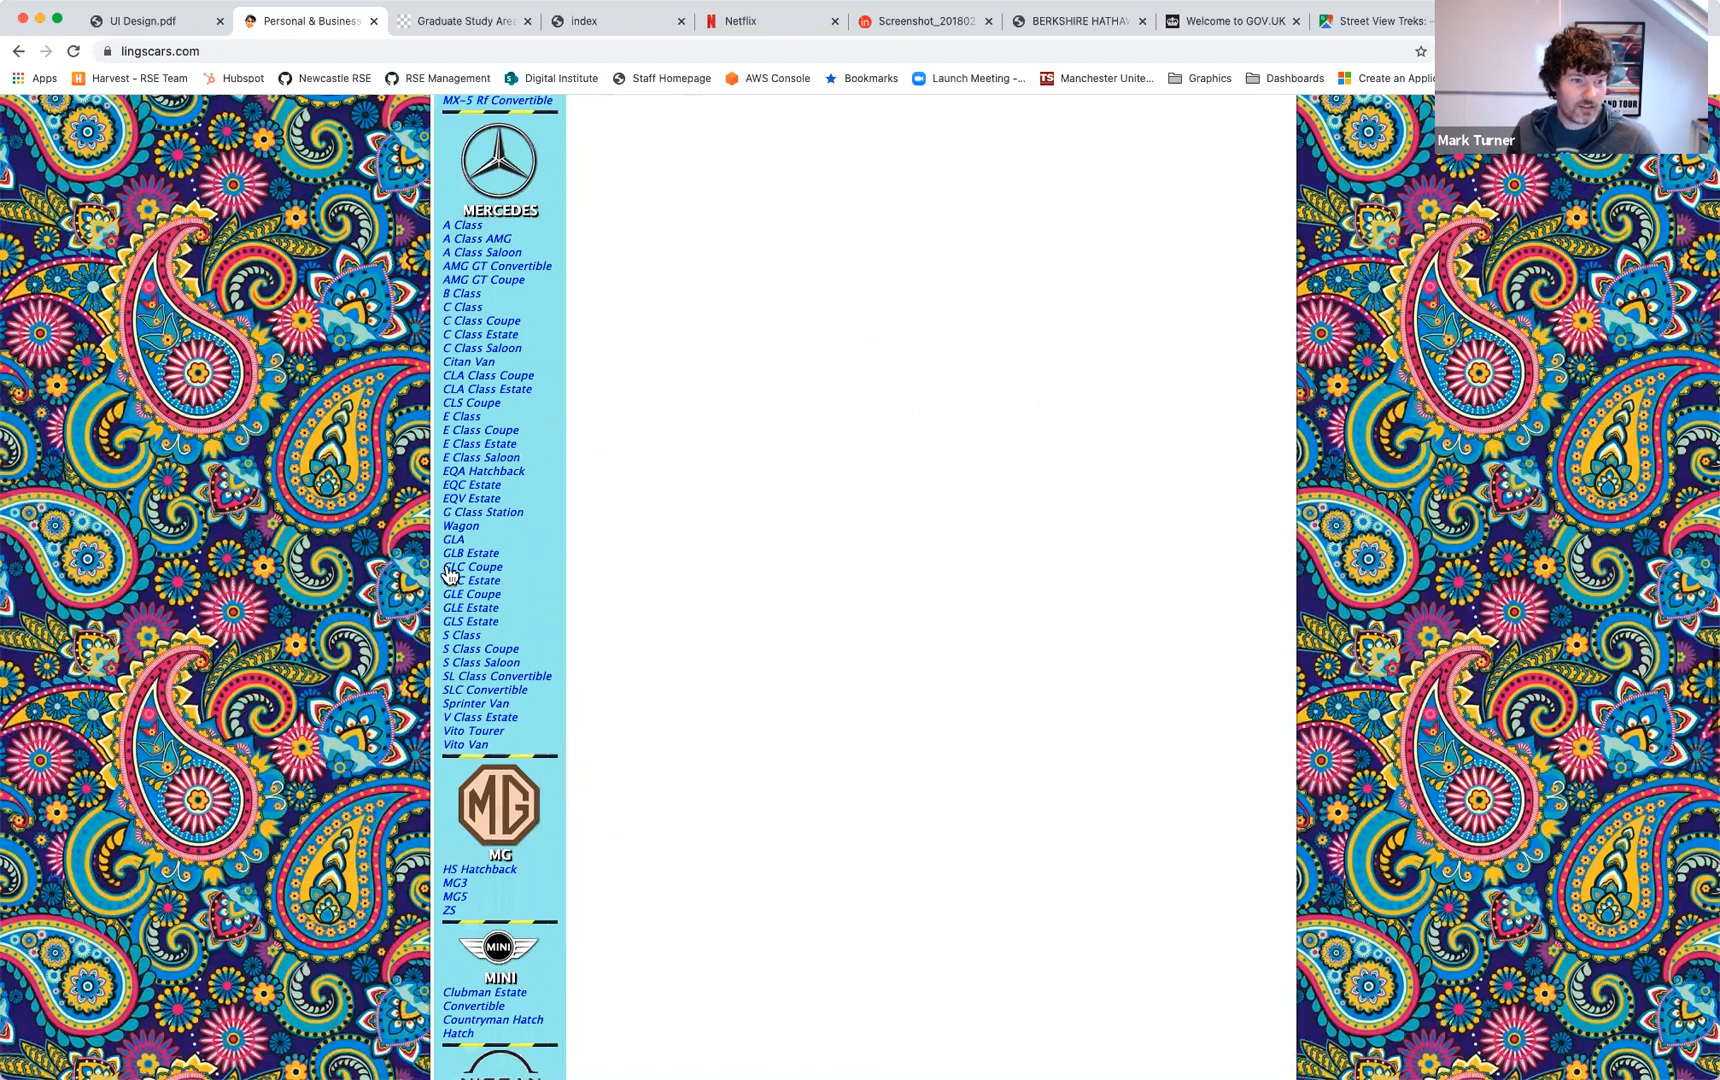 UI Design.pdf
Personal & Business
Graduate Study Area
index
Netflix
Screenshot_201802
BERKSHIRE HATHAW
Welcome to GOV.UK
Street View Treks:
lingscars.com
Apps
Harvest - RSE Team
Hubspot
Newcastle RSE
RSE Management
Digital Institute
Staff Homepage
AWS Console
Bookmarks
Launch Meeting -...
Manchester Unite...
Graphics
Dashboards
Create an Applic
Mark Turner
MX-5 Rf Convertible
MERCEDES
A Class
A Class AMG
A Class Saloon
AMG GT Convertible
AMG GT Coupe
B Class
C Class
C Class Coupe
C Class Estate
C Class Saloon
Citan Van
CLA Class Coupe
CLA Class Estate
CLS Coupe
E Class
E Class Coupe
E Class Estate
E Class Saloon
EQA Hatchback
EQC Estate
EQV Estate
G Class Station
Wagon
GLA
GLB Estate
GLC Coupe
GLC Estate
GLE Coupe
GLE Estate
GLS Estate
S Class
S Class Coupe
S Class Saloon
SL Class Convertible
SLC Convertible
Sprinter Van
V Class Estate
Vito Tourer
Vito Van
MG
MG
HS Hatchback
MG3
MG5
ZS
MINI
MINI
Clubman Estate
Convertible
Countryman Hatch
Hatch
NISSAN